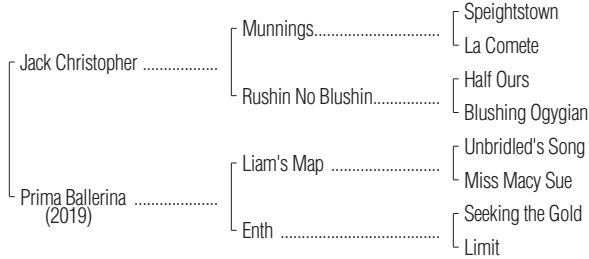 Speightstown
Munnings
La Comete
Jack Christopher
Half Ours
Rushin No Blushin
Blushing Ogygian
Unbridled's Song
Liam's Map
Miss Macy Sue
Prima Ballerina
(2019)
Seeking the Gold
Enth
Limit